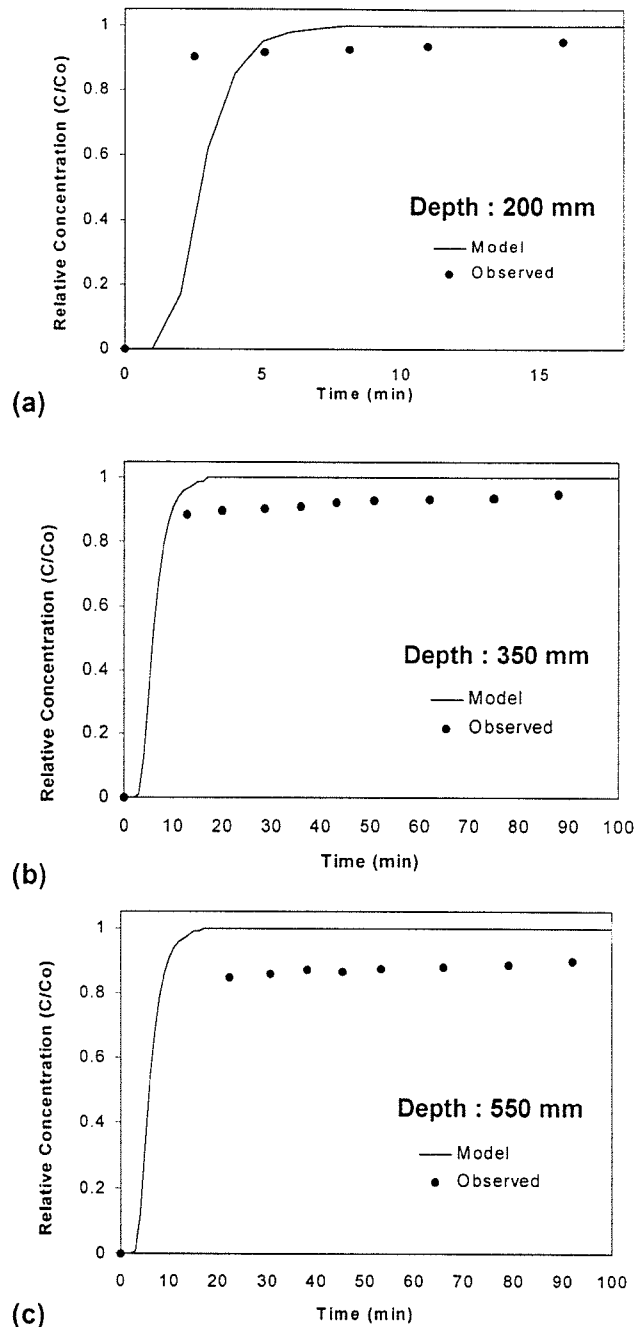 Relative Concentration (C/Co)
1
0.8
0.6
0.4
0.2
0
Depth : 200 mm
Model
Observed
0 5 10 15
Time (min)
(a)
Relative Concentration (C/Co)
1
0.8
0.6
0.4
0.2
0
Depth : 350 mm
Model
Observed
0 10 20 30 40 50 60 70 80 90 100
Time (min)
(b)
Relative Concentration (C/Co)
1
0.8
0.6
0.4
0.2
0
Depth : 550 mm
Model
Observed
0 10 20 30 40 50 60 70 80 90 100
Time (min)
(c)